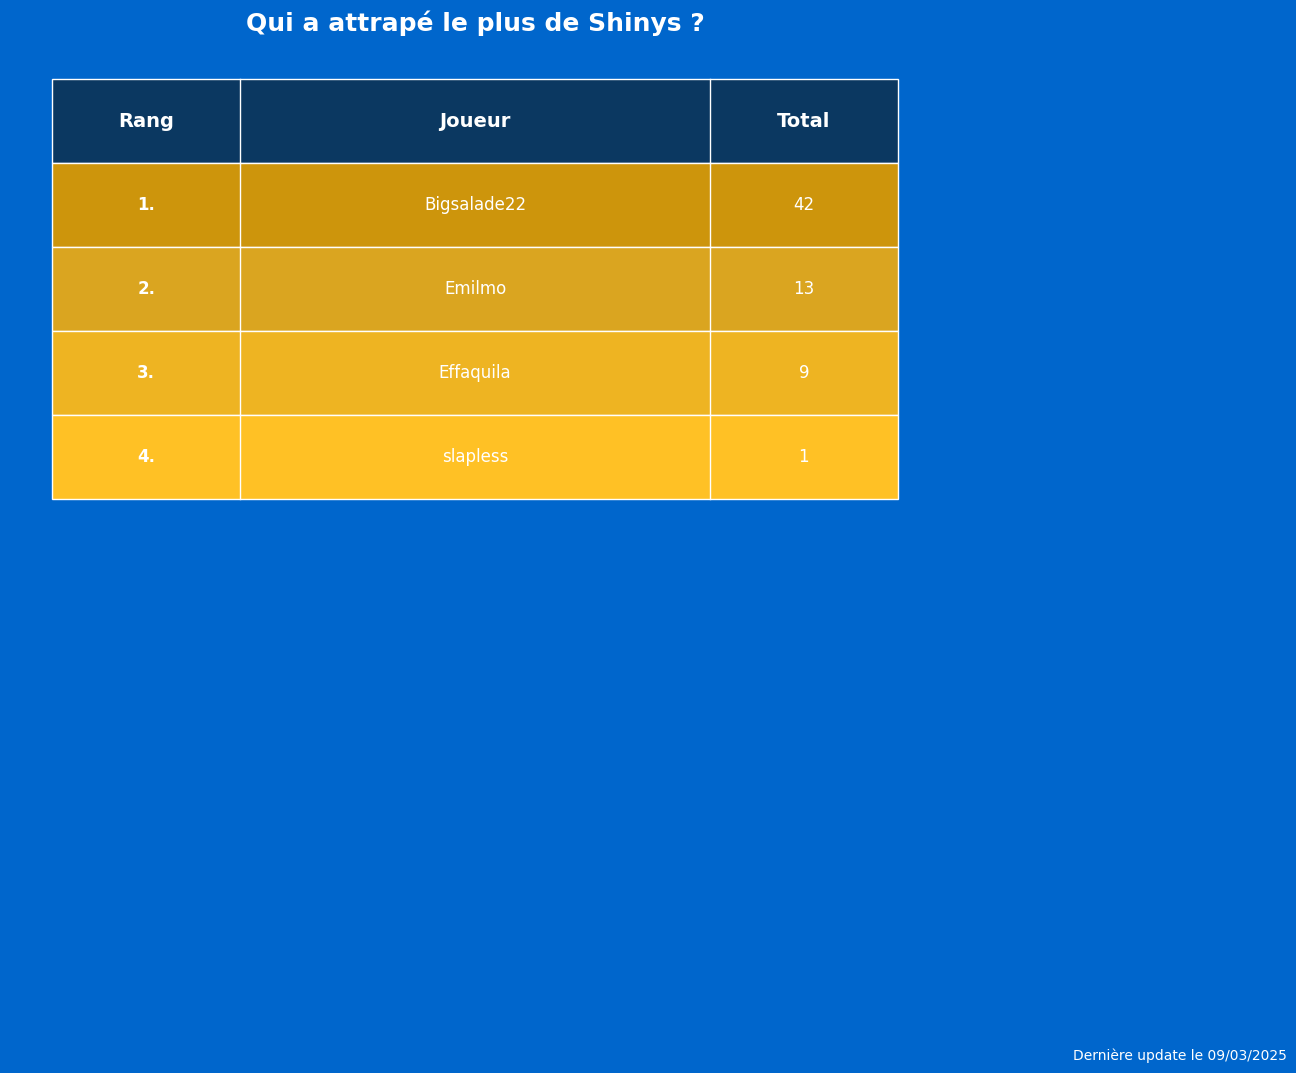 Qui a attrapé le plus de Shinys ?
Rang Joueur Total
1. Bigsalade22 42
2. Emilmo 13
3. Effaquila 9
4. slapless 1
Dernière update le 09/03/2025